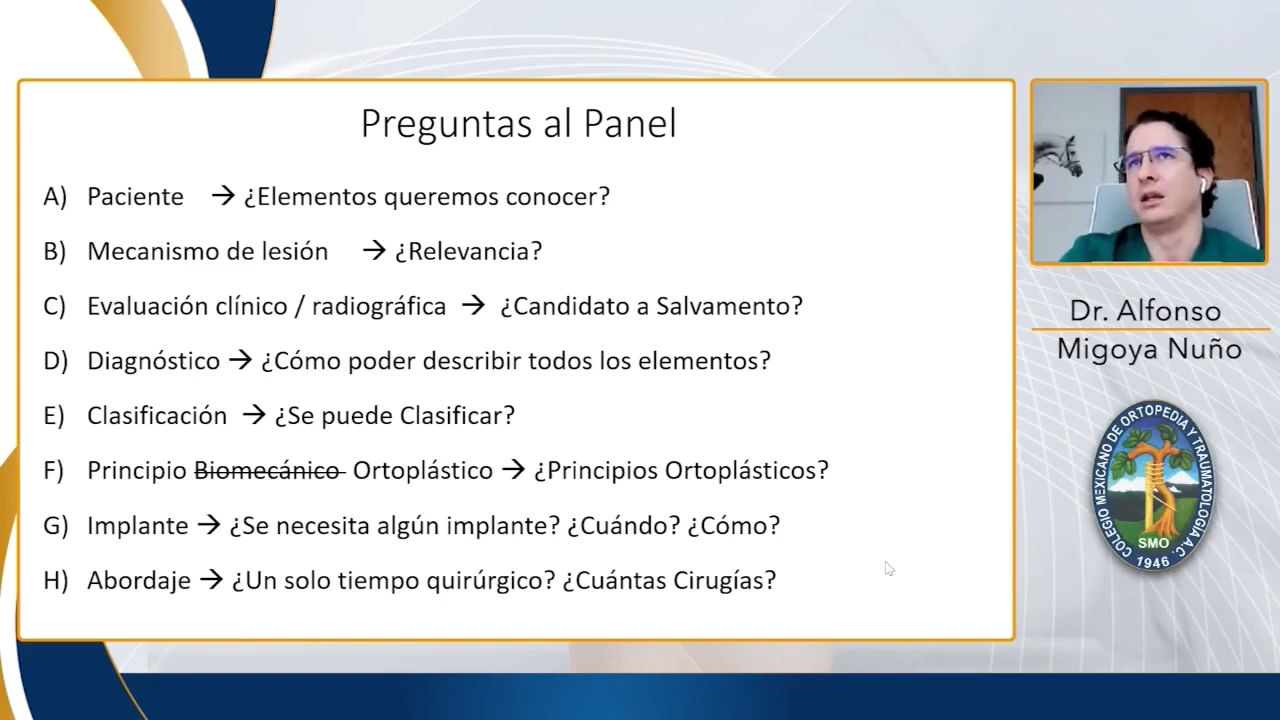 Preguntas al Panel
A) Paciente → ¿Elementos queremos conocer?
B) Mecanismo de lesión → ¿Relevancia?
C) Evaluación clínico / radiográfica → ¿Candidato a Salvamento?
D) Diagnóstico → ¿Cómo poder describir todos los elementos?
E) Clasificación → ¿Se puede Clasificar?
F) Principio Biomecánico Ortoplástico → ¿Principios Ortoplásticos?
G) Implante → ¿Se necesita algún implante? ¿Cuándo? ¿Cómo?
H) Abordaje → ¿Un solo tiempo quirúrgico? ¿Cuántas Cirugías?
Dr. Alfonso
Migoya Nuño
COLEGIO MEXICANO DE ORTOPEDIA Y TRAUMATOLOGIA A.C.
SMO
1946